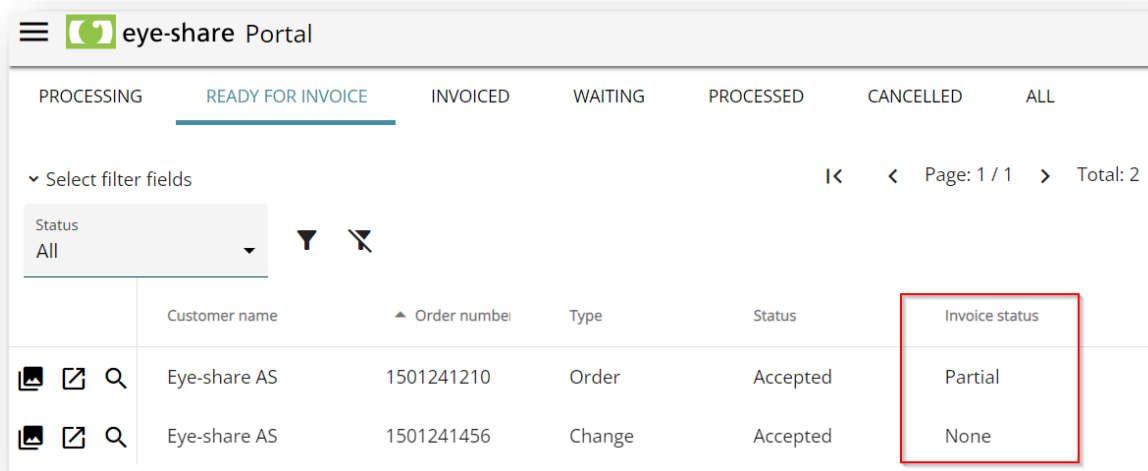 eye-share Portal
PROCESSING READY FOR INVOICE INVOICED WAITING PROCESSED CANCELLED ALL
Select filter fields Page: 1 / 1 Total: 2
Status
All
Customer name Order number Type Status Invoice status
Eye-share AS 1501241210 Order Accepted Partial
Eye-share AS 1501241456 Change Accepted None